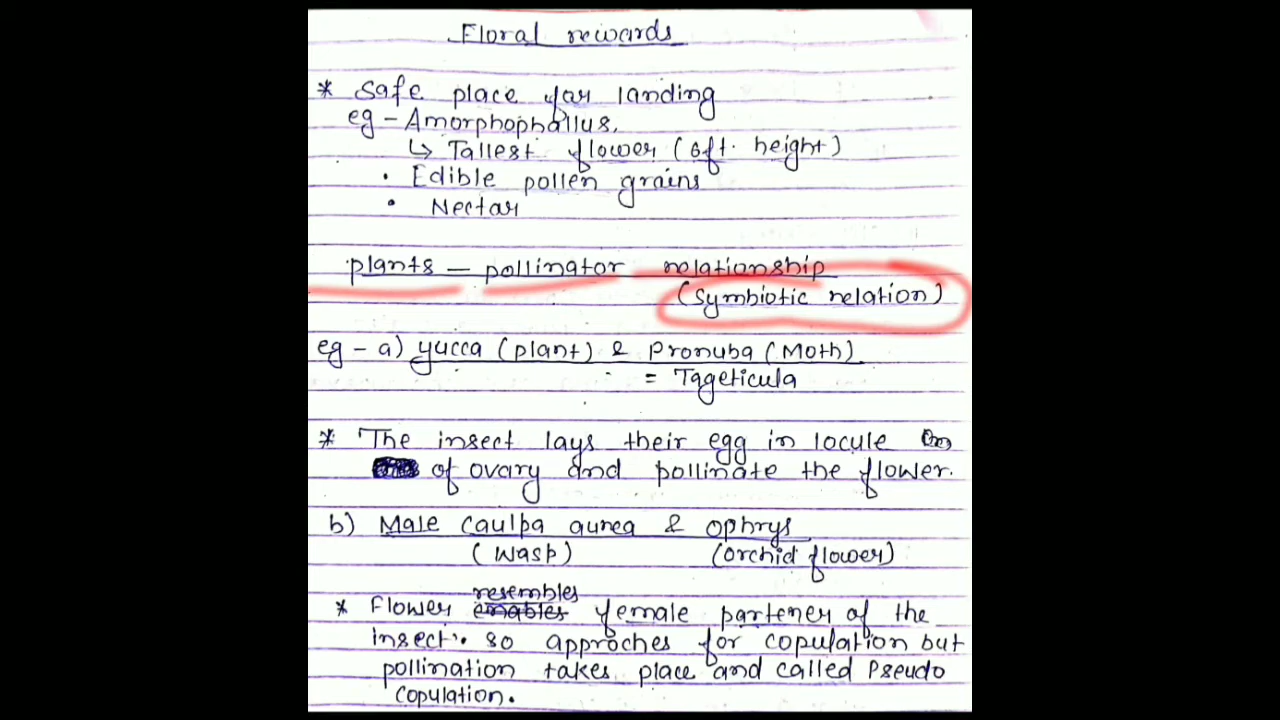 Floral rewards
* Safe place for landing
eg - Amorphophallus,
↳ Tallest flower (6ft. height)
• Edible pollen grains
• Nectar
plants - pollinator relationship
(Symbiotic relation)
eg - a) yucca (plant) & Pronuba (Moth)
= Tageticula
* The insect lays their egg in locule
of ovary and pollinate the flower.
b) Male Caulpa aurea & ophrys
(Wasp) (Orchid flower)
resembles
* Flower enables female partener of the
insect. so approches for copulation but
pollination takes place and called Pseudo
copulation.